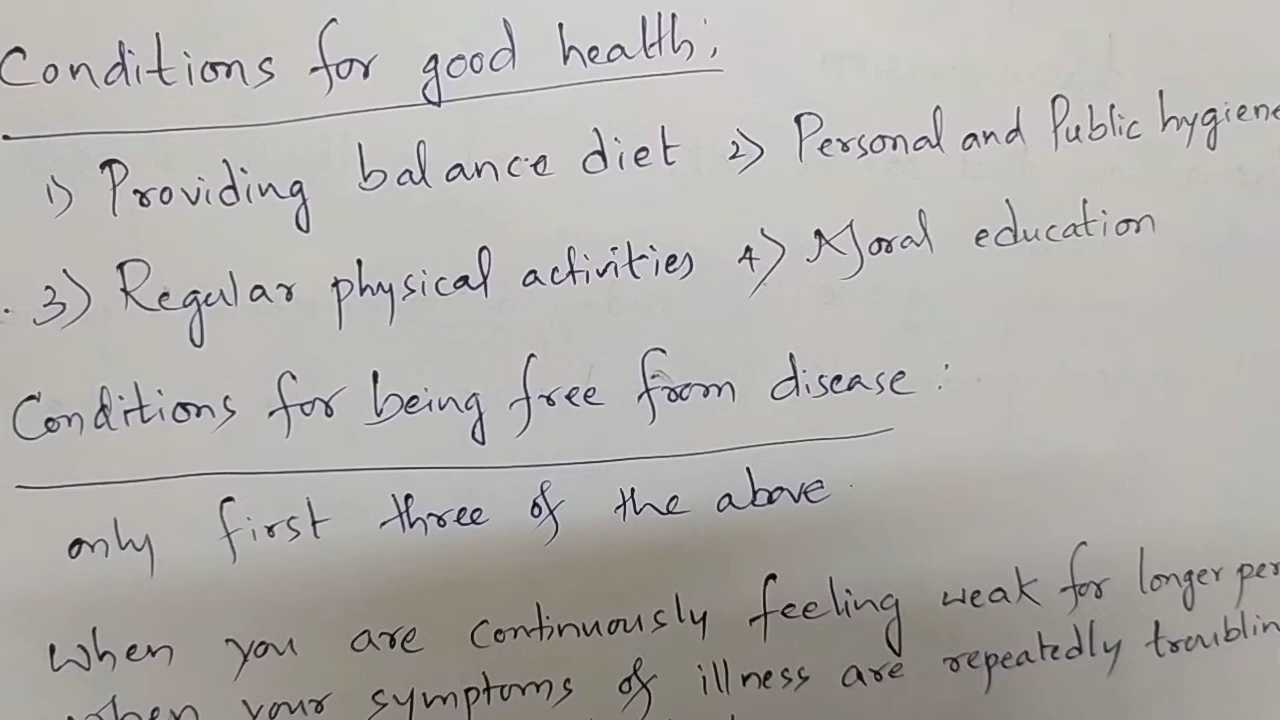 Conditions for good health:
1) Providing balance diet 2) Personal and Public hygiene
3) Regular physical activities 4) Moral education
Conditions for being free from disease:
only first three of the above.
When you are continuously feeling weak for longer per
when your symptoms of illness are repeatedly troublin